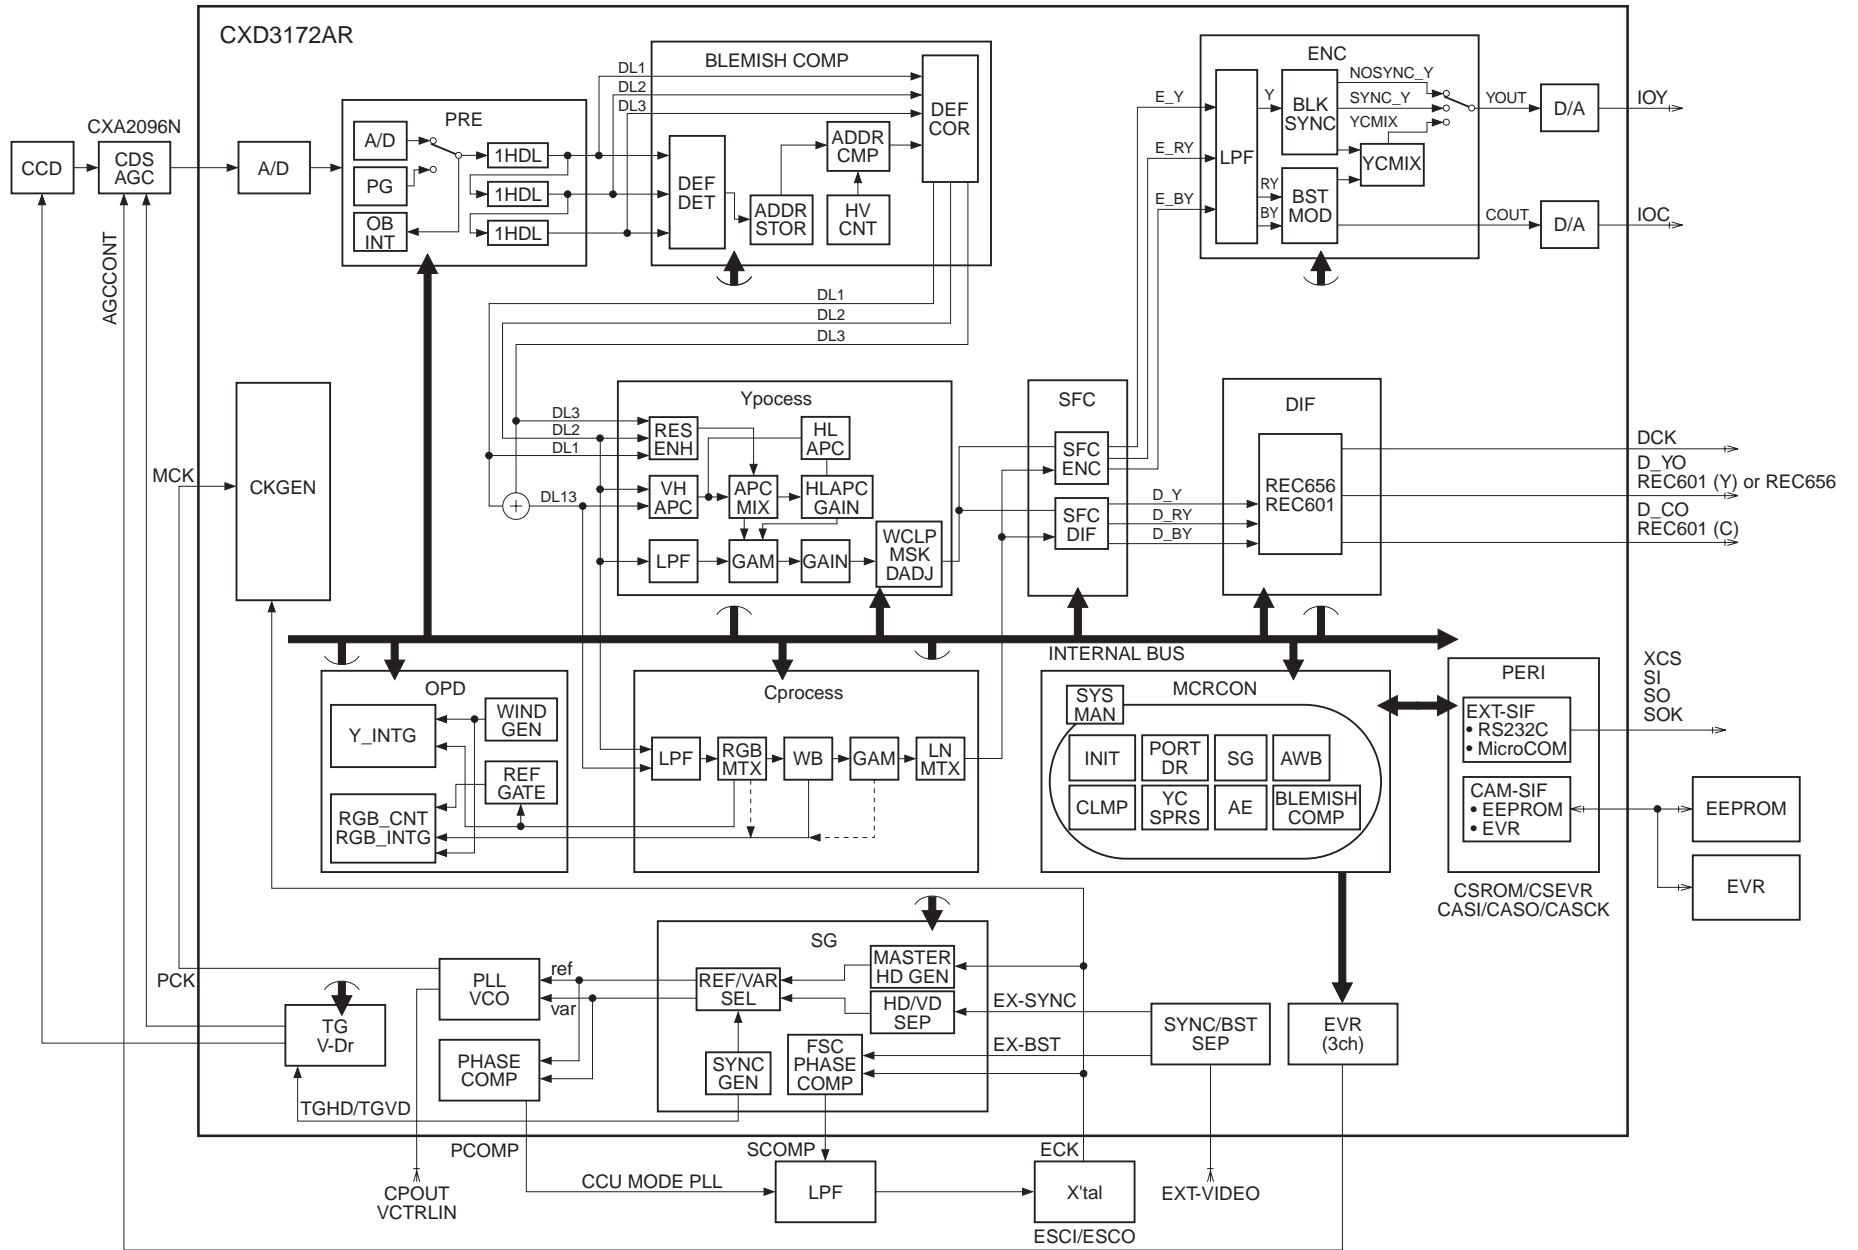 CXD3172AR
CXA2096N
CCD
CDS
AGC
A/D
PRE
A/D
PG
OB
INT
1HDL
1HDL
1HDL
BLEMISH COMP
DL1
DL2
DL3
DEF
DET
ADDR
STOR
ADDR
CMP
HV
CNT
DEF
COR
ENC
E_Y
E_RY
E_BY
LPF
Y
RY
BY
BLK
SYNC
BST
MOD
NOSYNC_Y
SYNC_Y
YCMIX
YCMIX
YOUT
COUT
D/A
D/A
IOY
IOC
AGCCONT
DL1
DL2
DL3
MCK
CKGEN
Ypocess
DL3
DL2
DL1
DL13
+
RES
ENH
HL
APC
VH
APC
APC
MIX
HLAPC
GAIN
LPF
GAM
GAIN
WCLP
MSK
DADJ
SFC
SFC
ENC
SFC
DIF
D_Y
D_RY
D_BY
DIF
REC656
REC601
DCK
D_YO
REC601 (Y) or REC656
D_CO
REC601 (C)
INTERNAL BUS
OPD
Y_INTG
WIND
GEN
REF
GATE
RGB_CNT
RGB_INTG
Cprocess
LPF
RGB
MTX
WB
GAM
LN
MTX
MCRCON
SYS
MAN
INIT
PORT
DR
SG
AWB
CLMP
YC
SPRS
AE
BLEMISH
COMP
PERI
EXT-SIF
• RS232C
• MicroCOM
CAM-SIF
• EEPROM
• EVR
XCS
SI
SO
SOK
EEPROM
EVR
CSROM/CSEVR
CASI/CASO/CASCK
PCK
PLL
VCO
ref
var
TG
V-Dr
PHASE
COMP
TGHD/TGVD
SG
REF/VAR
SEL
MASTER
HD GEN
HD/VD
SEP
SYNC
GEN
FSC
PHASE
COMP
EX-SYNC
EX-BST
SYNC/BST
SEP
EVR
(3ch)
PCOMP
SCOMP
ECK
CPOUT
VCTRLIN
CCU MODE PLL
LPF
X'tal
ESCI/ESCO
EXT-VIDEO